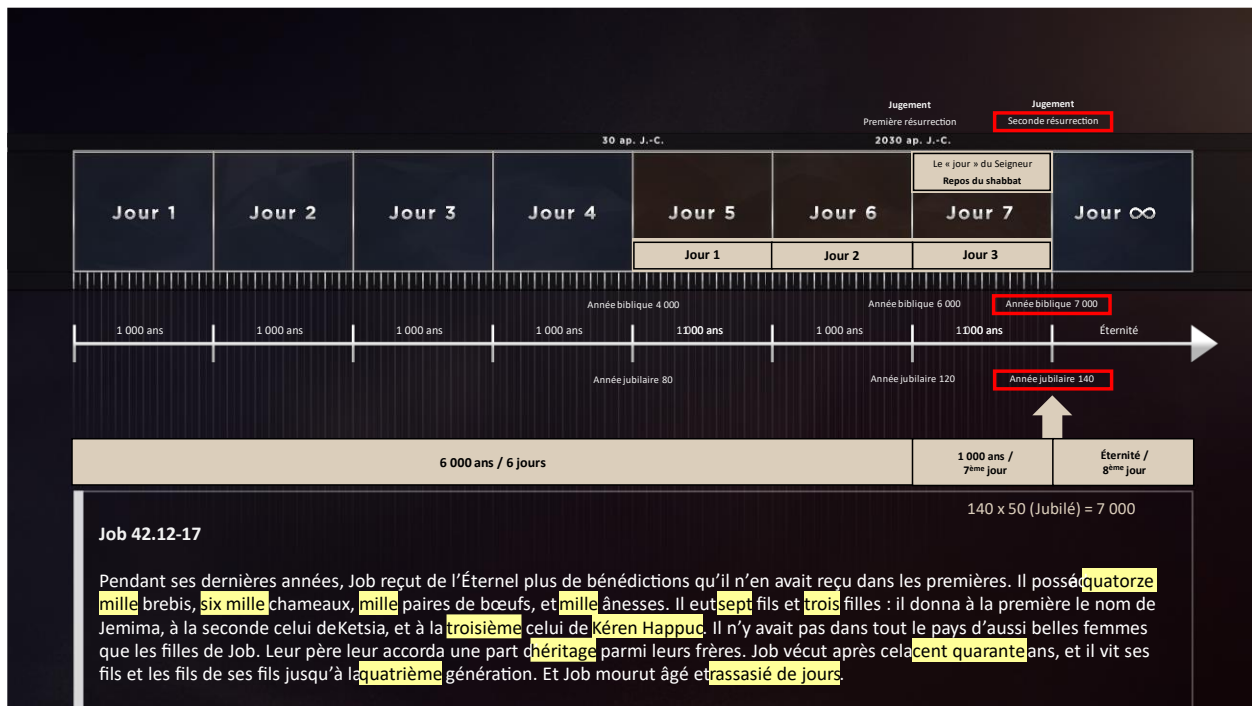 Jugement Jugement
Première résurrection Seconde résurrection
30 ap. J.-C. 2030 ap. J.-C.
Le « jour » du Seigneur
Repos du shabbat
Jour 1 Jour 2 Jour 3 Jour 4 Jour 5 Jour 6 Jour 7 Jour ∞
Jour 1 Jour 2 Jour 3
Année biblique 4 000 Année biblique 6 000 Année biblique 7 000
1 000 ans 1 000 ans 1 000 ans 1 000 ans 1 000 ans 1 000 ans 1 000 ans Éternité
Année jubilaire 80 Année jubilaire 120 Année jubilaire 140
6 000 ans / 6 jours
1 000 ans /
7ème jour
Éternité /
8ème jour
140 x 50 (Jubilé) = 7 000
Job 42.12-17
Pendant ses dernières années, Job reçut de l’Éternel plus de bénédictions qu’il n’en avait reçu dans les premières. Il quatorze
mille brebis, six mille chameaux, mille paires de bœufs, et mille ânesses. Il eut sept fils et trois filles : il donna à la première le nom de
Jemima, à la seconde celui de Ketsia, et à la troisième celui de Kéren Happuc. Il n’y avait pas dans tout le pays d’aussi belles femmes
que les filles de Job. Leur père leur accorda une part d héritage parmi leurs frères. Job vécut après cela cent quarante ans, et il vit ses
fils et les fils de ses fils jusqu’à la quatrième génération. Et Job mourut âgé et rassasié de jours.